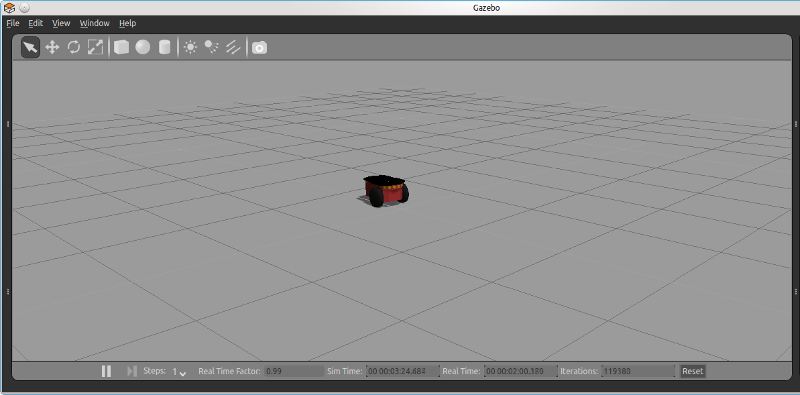 Gazebo
File Edit View Window Help
Steps: 1 Real Time Factor: 0.99 Sim Time: 00 00:03:24.684 Real Time: 00 00:02:00.389 Iterations: 119380 Reset